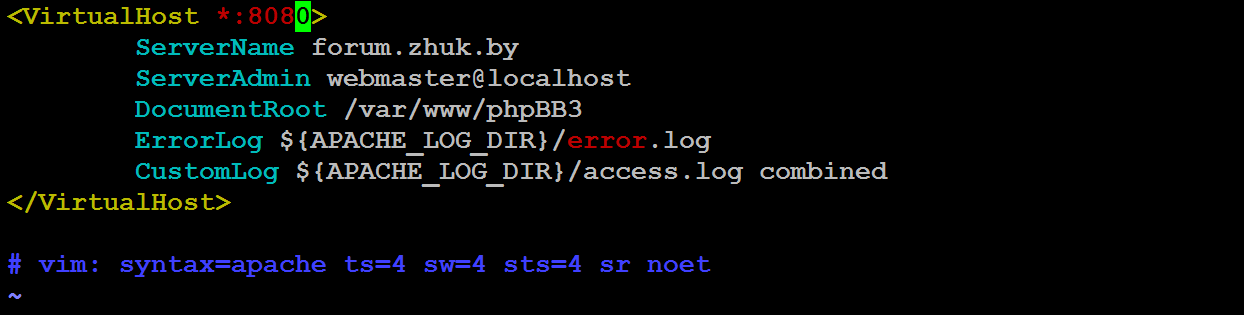 <VirtualHost *:8080>
        ServerName forum.zhuk.by
        ServerAdmin webmaster@localhost
        DocumentRoot /var/www/phpBB3
        ErrorLog ${APACHE_LOG_DIR}/error.log
        CustomLog ${APACHE_LOG_DIR}/access.log combined
</VirtualHost>

# vim: syntax=apache ts=4 sw=4 sts=4 sr noet
~